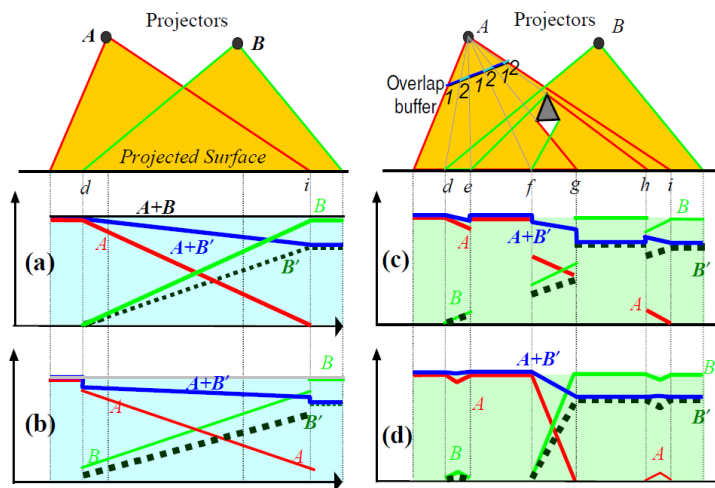 Projectors
A
B
Projected Surface
d
i
A+B
B
A
A+B'
B'
(a)
B
A+B'
A
B'
B
(b)
Projectors
A
B
Overlap
buffer
1 2 1 2 1 2
d
e
f
g
h
i
B
A
A+B'
B'
B
A
(c)
A+B'
B
A
B'
B
A
(d)